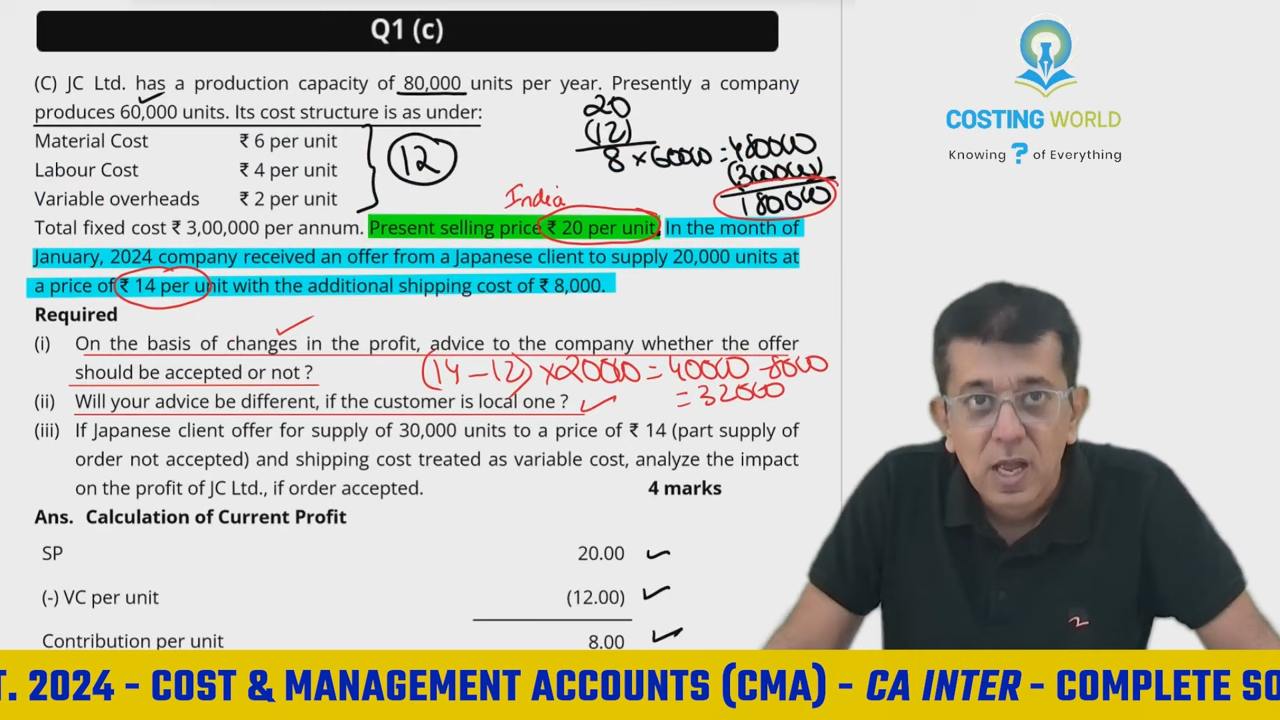 Q1 (c)
(C) JC Ltd. has a production capacity of 80,000 units per year. Presently a company
produces 60,000 units. Its cost structure is as under:
Material Cost ₹ 6 per unit
Labour Cost ₹ 4 per unit
Variable overheads ₹ 2 per unit
12
20
(12)
8 × 60000 = 480000
(300000)
180000
India
Total fixed cost ₹ 3,00,000 per annum. Present selling price ₹ 20 per unit. In the month of
January, 2024 company received an offer from a Japanese client to supply 20,000 units at
a price of ₹ 14 per unit with the additional shipping cost of ₹ 8,000.
Required
(i) On the basis of changes in the profit, advice to the company whether the offer
should be accepted or not ?
(14 - 12) × 20000 = 40000 - 8000
= 32000
(ii) Will your advice be different, if the customer is local one ?
(iii) If Japanese client offer for supply of 30,000 units to a price of ₹ 14 (part supply of
order not accepted) and shipping cost treated as variable cost, analyze the impact
on the profit of JC Ltd., if order accepted. 4 marks
Ans. Calculation of Current Profit
SP 20.00
(-) VC per unit (12.00)
Contribution per unit 8.00
COSTING WORLD
Knowing ? of Everything
T. 2024 - COST & MANAGEMENT ACCOUNTS (CMA) - CA INTER - COMPLETE SO